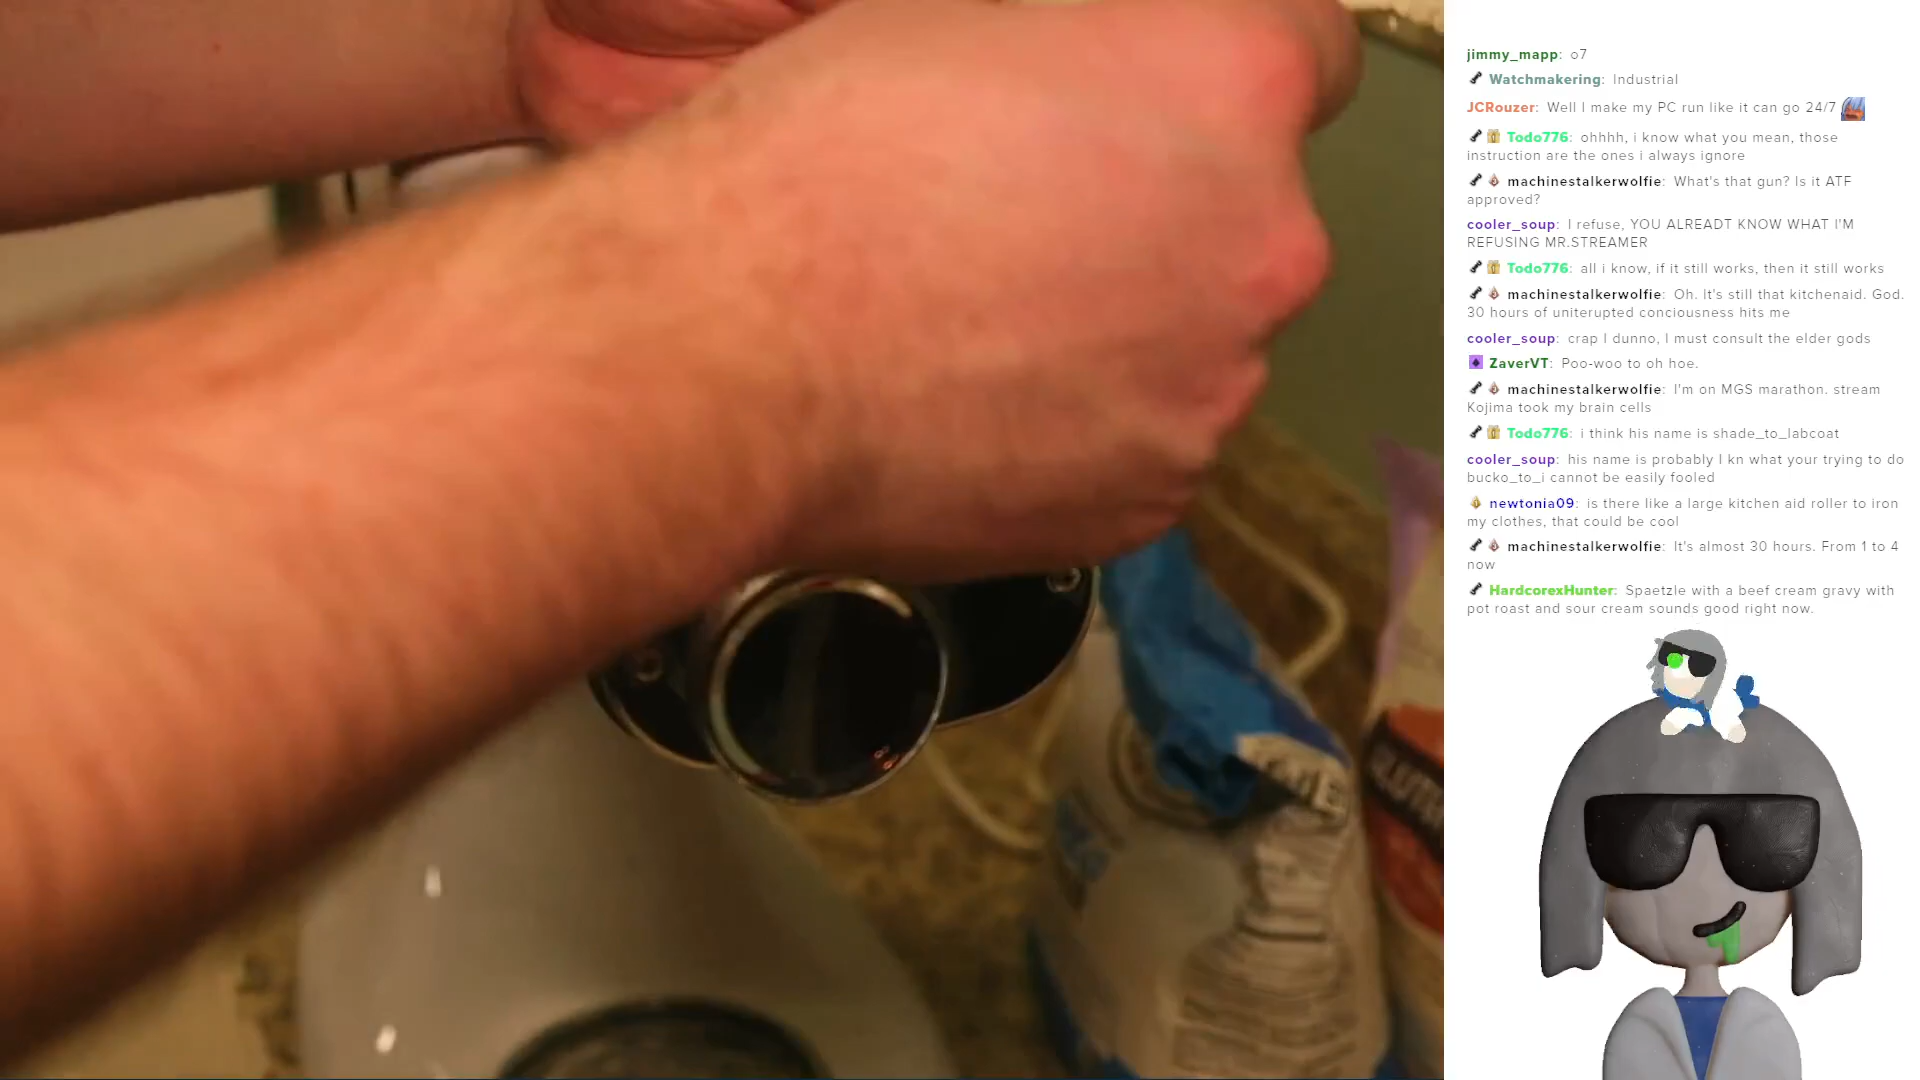 jimmy_mapp: o7
Watchmakering: Industrial
JCRouzer: Well I make my PC run like it can go 24/7
Todo776: ohhhh, i know what you mean, those
instruction are the ones i always ignore
machinestalkerwolfie: What's that gun? Is it ATF
approved?
cooler_soup: I refuse, YOU ALREADT KNOW WHAT I'M
REFUSING MR.STREAMER
Todo776: all i know, if it still works, then it still works
machinestalkerwolfie: Oh. It's still that kitchenaid. God.
30 hours of uniterupted conciousness hits me
cooler_soup: crap I dunno, I must consult the elder gods
ZaverVT: Poo-woo to oh hoe.
machinestalkerwolfie: I'm on MGS marathon. stream
Kojima took my brain cells
Todo776: i think his name is shade_to_labcoat
cooler_soup: his name is probably I kn what your trying to do
bucko_to_i cannot be easily fooled
newtonia09: is there like a large kitchen aid roller to iron
my clothes, that could be cool
machinestalkerwolfie: It's almost 30 hours. From 1 to 4
now
HardcorexHunter: Spaetzle with a beef cream gravy with
pot roast and sour cream sounds good right now.